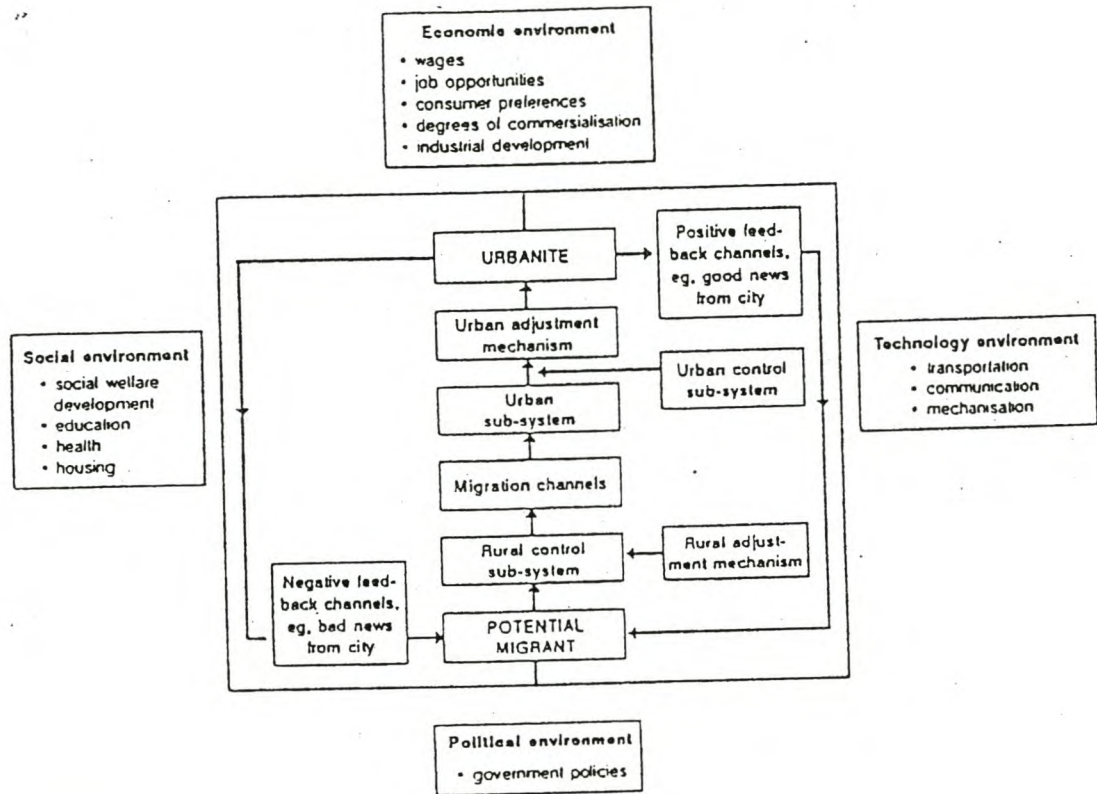 Economic environment
• wages
• job opportunities
• consumer preferences
• degrees of commersialisation
• industrial development
URBANITE
Positive feed-
back channels,
eg, good news
from city
Urban adjustment
mechanism
Social environment
• social welfare
development
• education
• health
• housing
Urban control
sub-system
Technology environment
• transportation
• communication
• mechanisation
Urban
sub-system
Migration channels
Rural control
sub-system
Rural adjust-
ment mechanism
Negative feed-
back channels,
eg, bad news
from city
POTENTIAL
MIGRANT
Political environment
• government policies